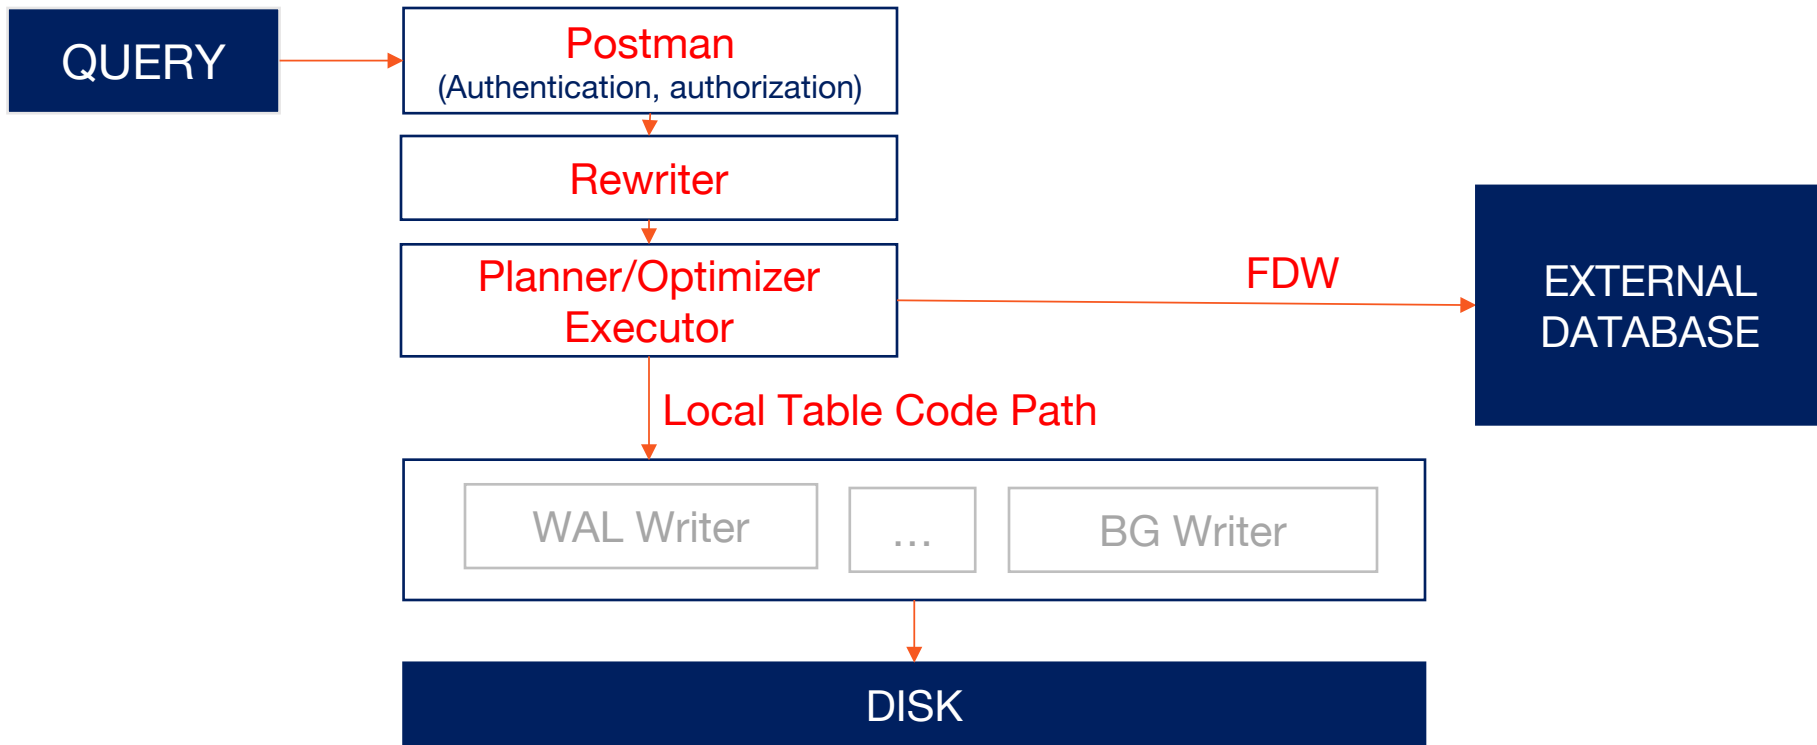 QUERY
Postman
(Authentication, authorization)
Rewriter
Planner/Optimizer
Executor
FDW
EXTERNAL
DATABASE
Local Table Code Path
WAL Writer
...
BG Writer
DISK